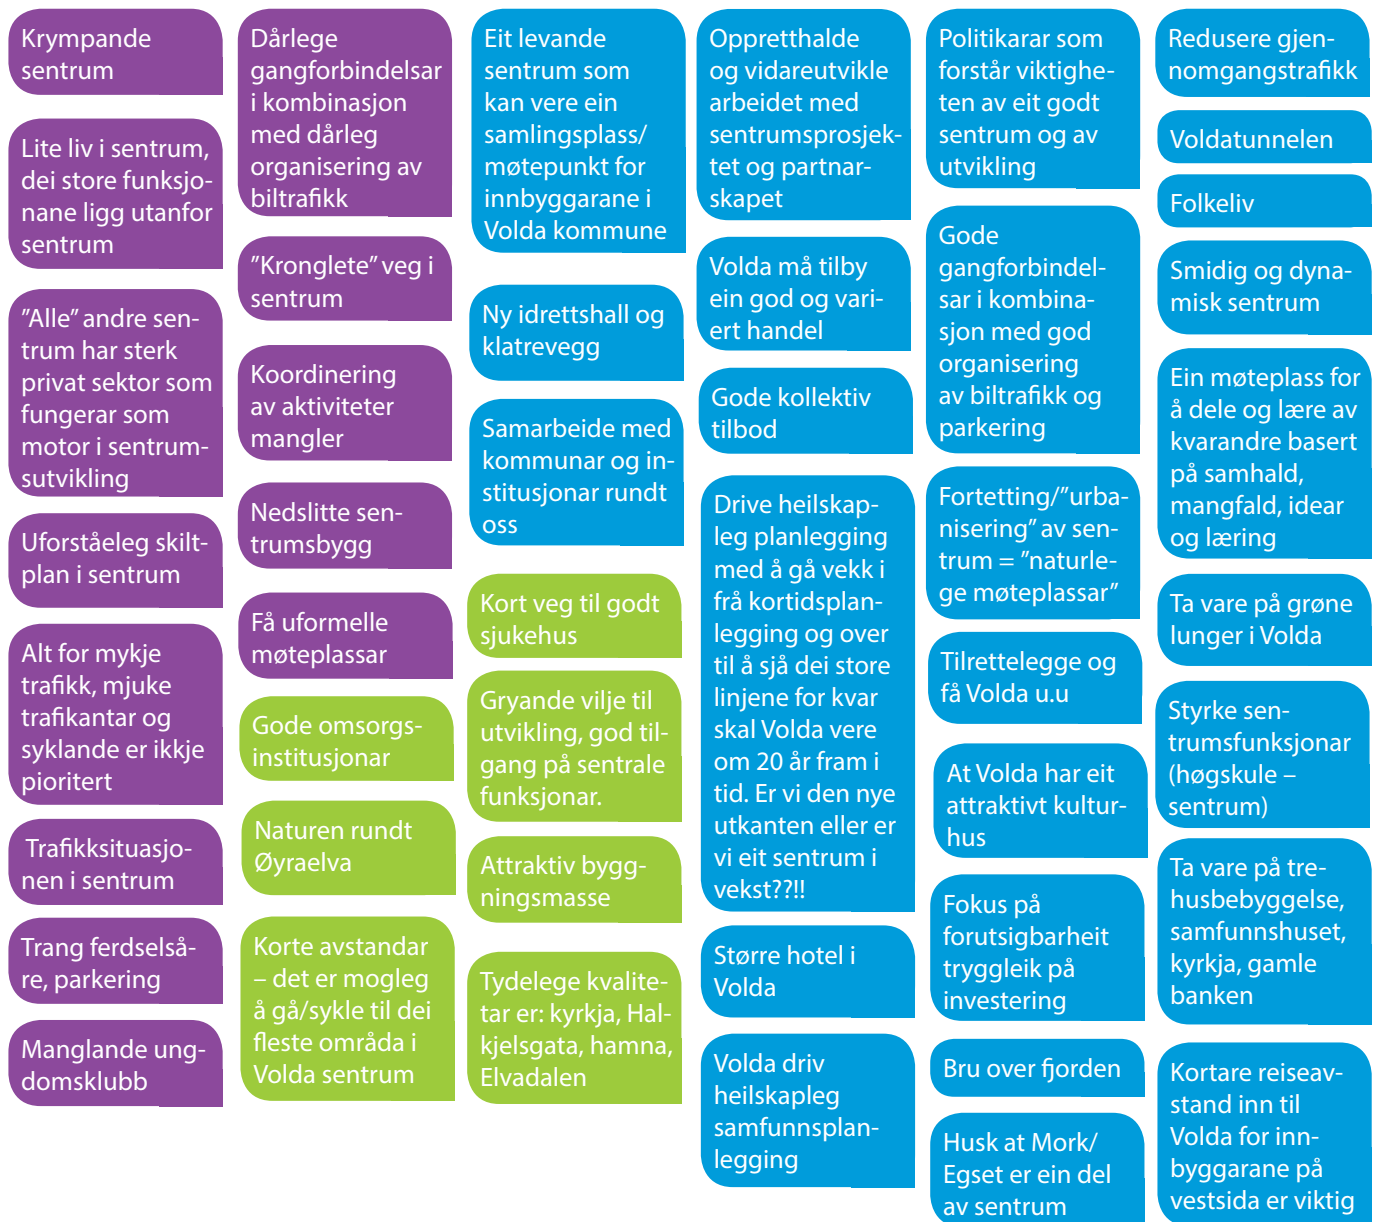 Krympande
sentrum
Lite liv i sentrum,
dei store funksjo-
nane ligg utanfor
sentrum
”Alle” andre sen-
trum har sterk
privat sektor som
fungerar som
motor i sentrum-
sutvikling
Uforståeleg skilt-
plan i sentrum
Alt for mykje
trafikk, mjuke
trafikantar og
syklande er ikkje
pioritert
Trafikksituasjo-
nen i sentrum
Trang ferdselså-
re, parkering
Manglande ung-
domsklubb
Dårlege
gangforbindelsar
i kombinasjon
med dårleg
organisering av
biltrafikk
”Kronglete” veg i
sentrum
Koordinering
av aktiviteter
mangler
Nedslitte sen-
trumsbygg
Få uformelle
møteplassar
Gode omsorgs-
institusjonar
Naturen rundt
Øyraelva
Korte avstandar
– det er mogleg
å gå/sykle til dei
fleste områda i
Volda sentrum
Eit levande
sentrum som
kan vere ein
samlingsplass/
møtepunkt for
innbyggarane i
Volda kommune
Ny idrettshall og
klatrevegg
Samarbeide med
kommunar og in-
stitusjonar rundt
oss
Kort veg til godt
sjukehus
Gryande vilje til
utvikling, god til-
gang på sentrale
funksjonar.
Attraktiv bygg-
ningsmasse
Tydelege kvalite-
tar er: kyrkja, Hal-
kjelsgata, hamna,
Elvadalen
Oppretthalde
og vidareutvikle
arbeidet med
sentrumsprosjek-
tet og partnar-
skapet
Volda må tilby
ein god og vari-
ert handel
Gode kollektiv
tilbod
Drive heilskap-
leg planlegging
med å gå vekk i
frå kortidsplan-
legging og over
til å sjå dei store
linjene for kvar
skal Volda vere
om 20 år fram i
tid. Er vi den nye
utkanten eller er
vi eit sentrum i
vekst??!!
Større hotel i
Volda
Volda driv
heilskapleg
samfunnsplan-
legging
Politikarar som
forstår viktighe-
ten av eit godt
sentrum og av
utvikling
Gode
gangforbindel-
sar i kombina-
sjon med god
organisering
av biltrafikk og
parkering
Fortetting/”urba-
nisering” av sen-
trum = ”naturle-
ge møteplassar”
Tilrettelegge og
få Volda u.u
At Volda har eit
attraktivt kultur-
hus
Fokus på
forutsigbarheit
tryggleik på
investering
Bru over fjorden
Husk at Mork/
Egset er ein del
av sentrum
Redusere gjen-
nomgangstrafikk
Voldatunnelen
Folkeliv
Smidig og dyna-
misk sentrum
Ein møteplass for
å dele og lære av
kvarandre basert
på samhald,
mangfald, idear
og læring
Ta vare på grøne
lunger i Volda
Styrke sen-
trumsfunksjonar
(høgskule –
sentrum)
Ta vare på tre-
husbebyggelse,
samfunnshuset,
kyrkja, gamle
banken
Kortare reiseav-
stand inn til
Volda for inn-
byggarane på
vestsida er viktig